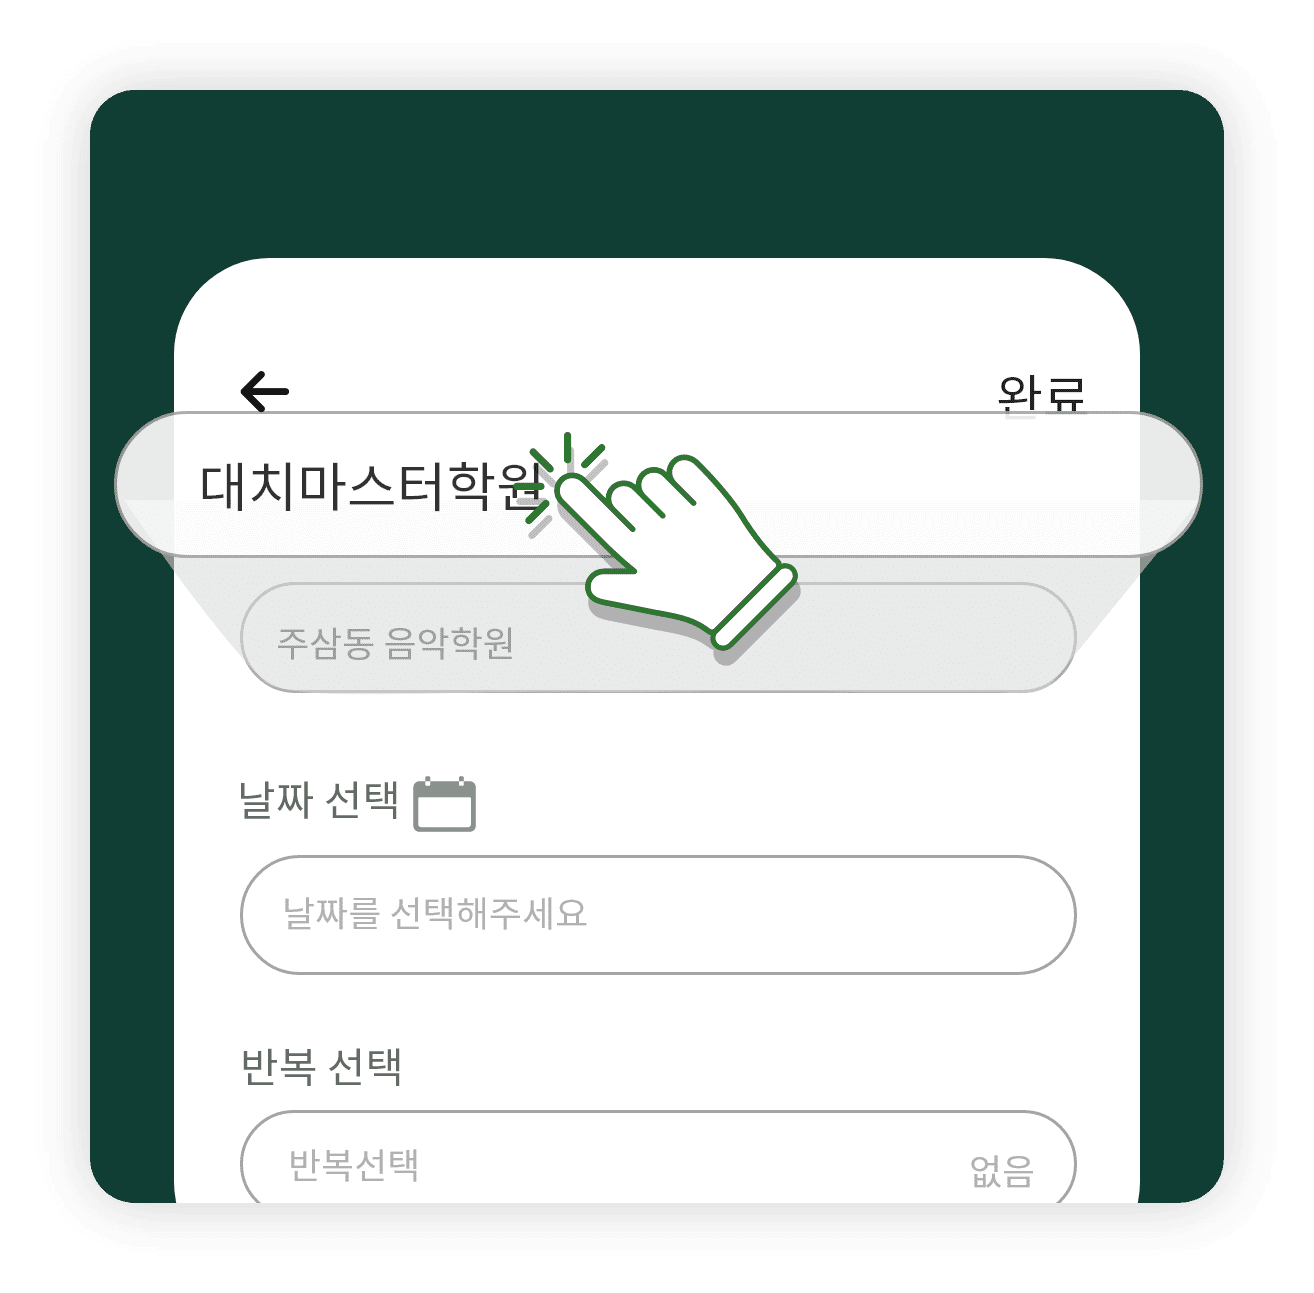 완료
대치마스터학원
주삼동 음악학원
날짜 선택
날짜를 선택해주세요
반복 선택
반복선택 없음